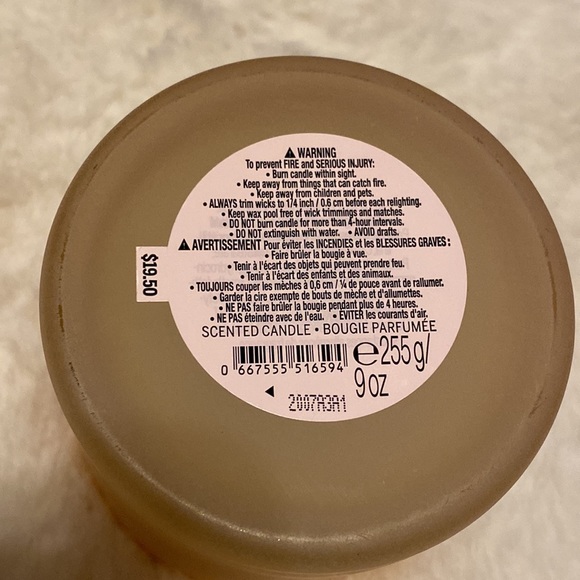 ⚠ WARNING
To prevent FIRE and SERIOUS INJURY:
• Burn candle within sight.
• Keep away from things that can catch fire.
• Keep away from children and pets.
• ALWAYS trim wicks to 1/4 inch / 0.6 cm before each relighting.
• Keep wax pool free of wick trimmings and matches.
• DO NOT burn candle for more than 4-hour intervals.
• DO NOT extinguish with water. • AVOID drafts.
⚠ AVERTISSEMENT Pour éviter les INCENDIES et les BLESSURES GRAVES :
• Faire brûler la bougie à vue.
• Tenir à l'écart des objets qui peuvent prendre feu.
• Tenir à l'écart des enfants et des animaux.
• TOUJOURS couper les mèches à 0,6 cm / ¼ de pouce avant de rallumer.
• Garder la cire exempte de bouts de mèche et d'allumettes.
• NE PAS faire brûler la bougie pendant plus de 4 heures.
• NE PAS éteindre avec de l'eau. • ÉVITER les courants d'air.
SCENTED CANDLE • BOUGIE PARFUMÉE
0 667555 516594 ℮255 g/
9 oz
◄ 2007A3A1
$19.50